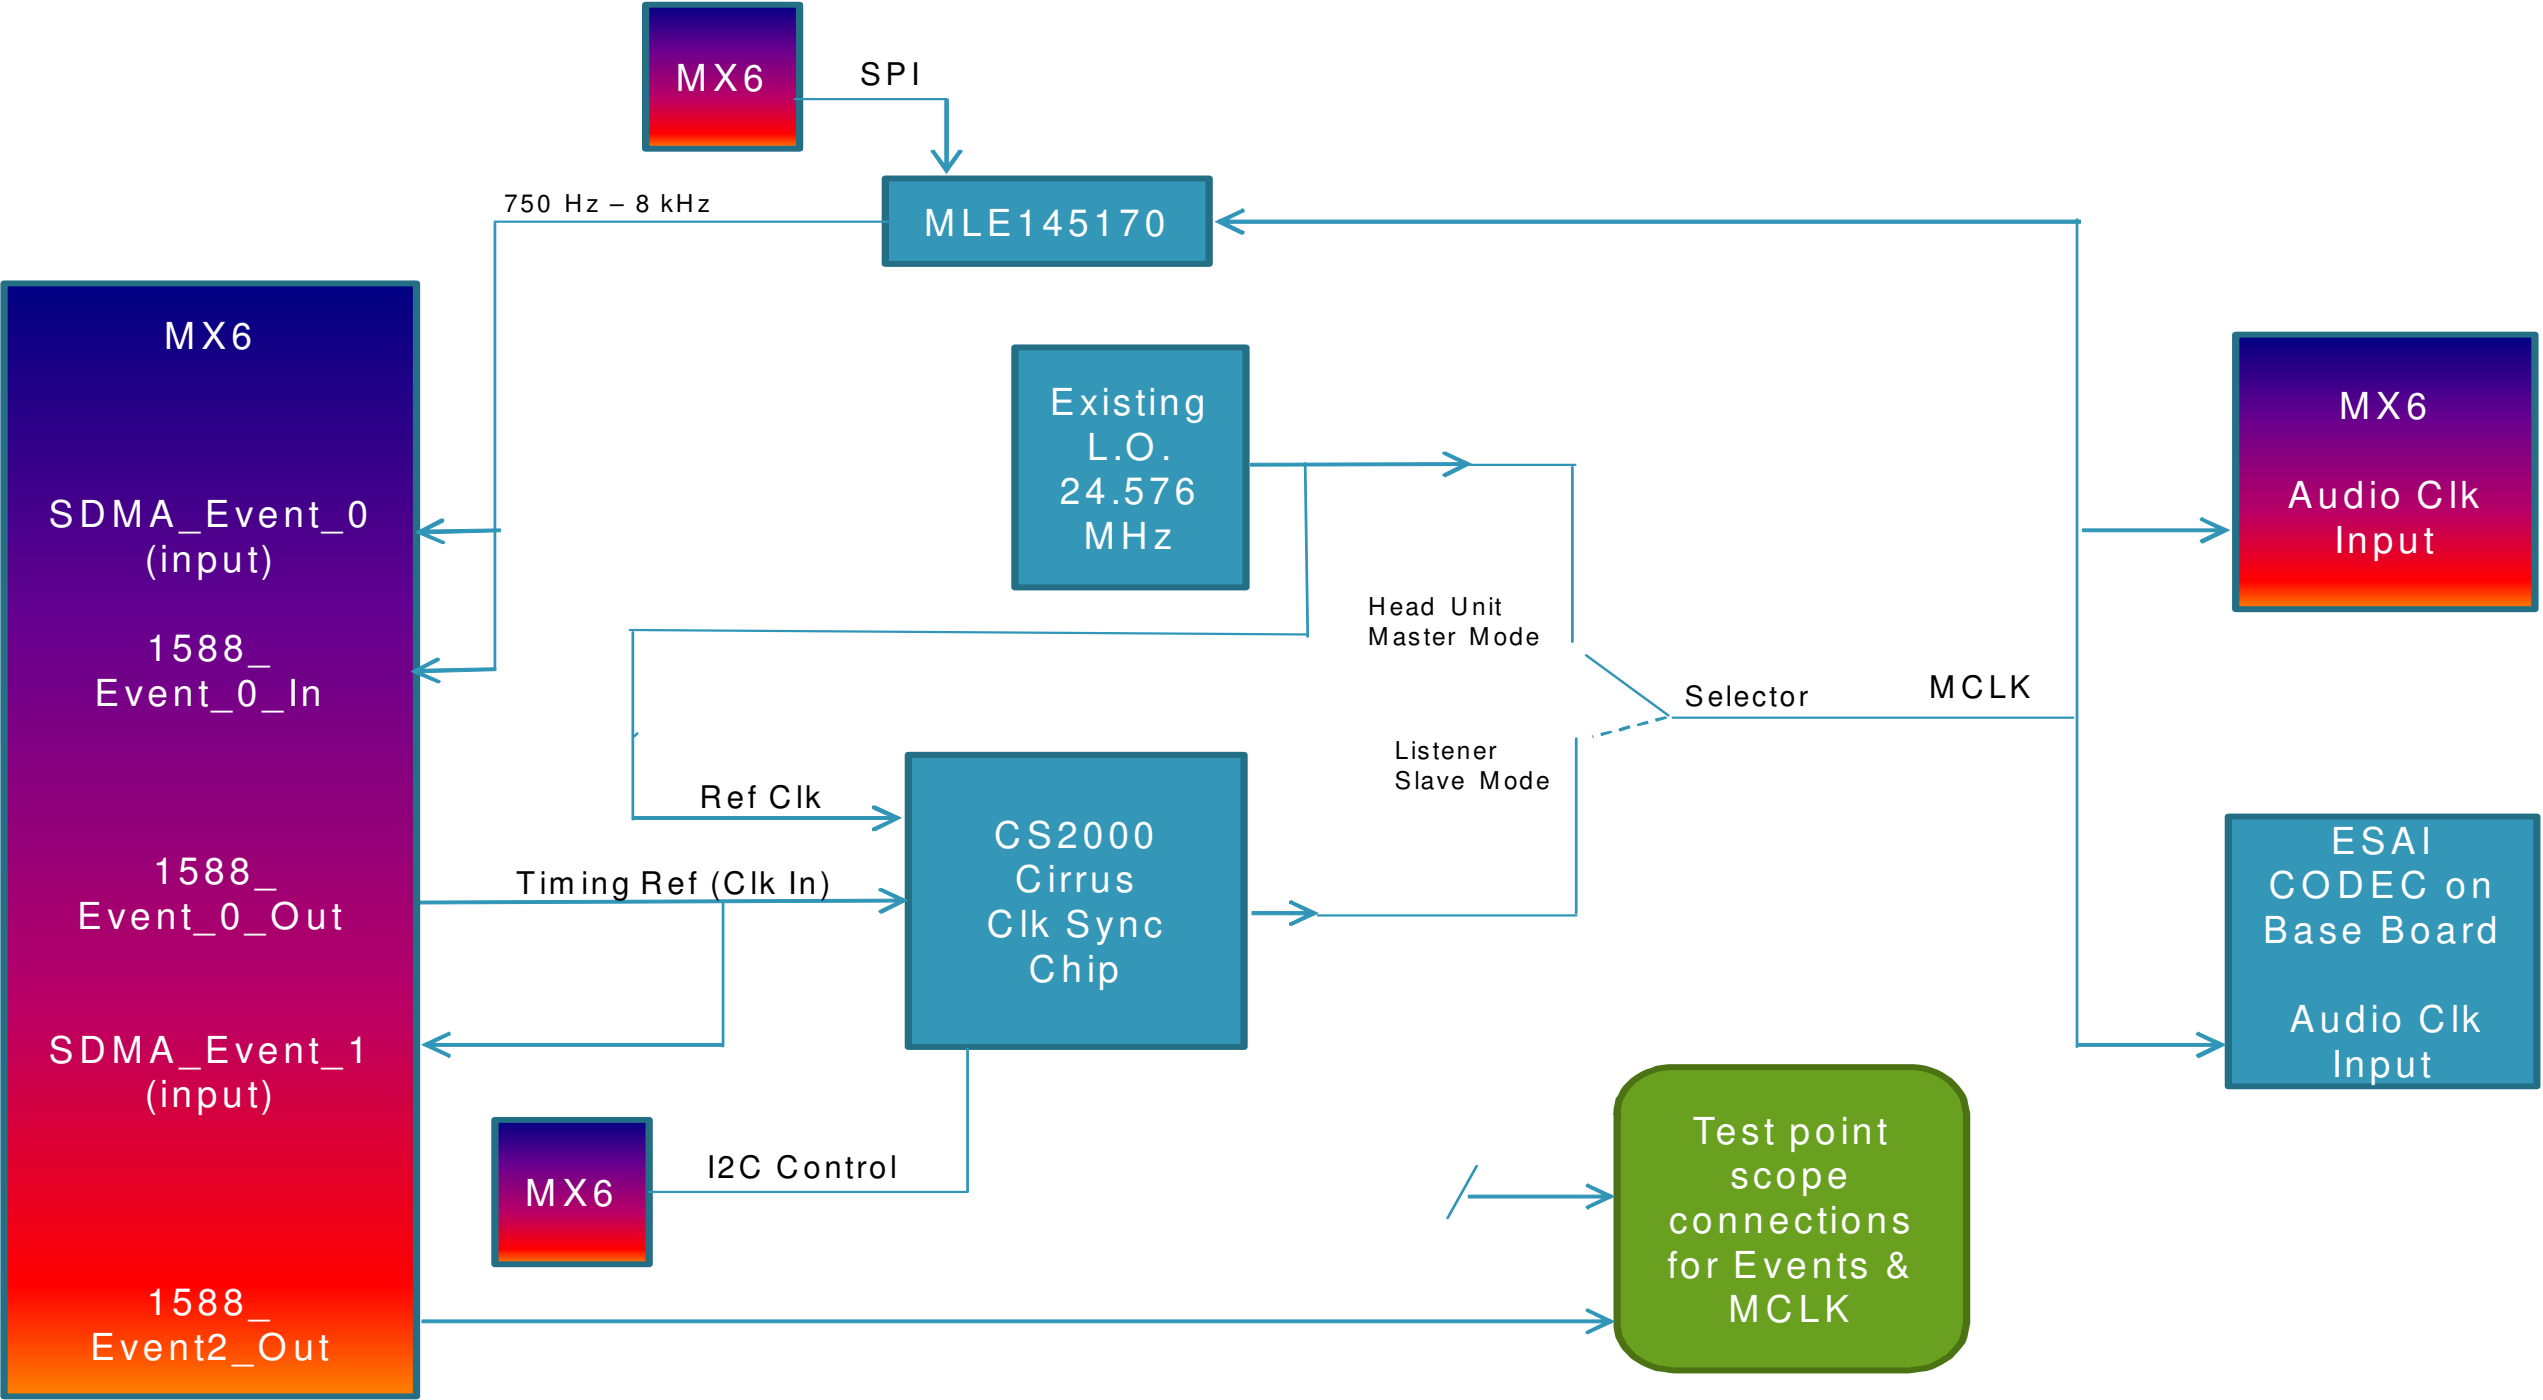 MX6
SPI
750 Hz – 8 kHz
MLE145170
MX6
SDMA_Event_0
(input)
1588_
Event_0_In
1588_
Event_0_Out
SDMA_Event_1
(input)
1588_
Event2_Out
Existing
L.O.
24.576
MHz
Head Unit
Master Mode
Selector
MCLK
Listener
Slave Mode
Ref Clk
Timing Ref (Clk In)
CS2000
Cirrus
Clk Sync
Chip
MX6
I2C Control
MX6
Audio Clk
Input
ESAI
CODEC on
Base Board
Audio Clk
Input
Test point
scope
connections
for Events &
MCLK